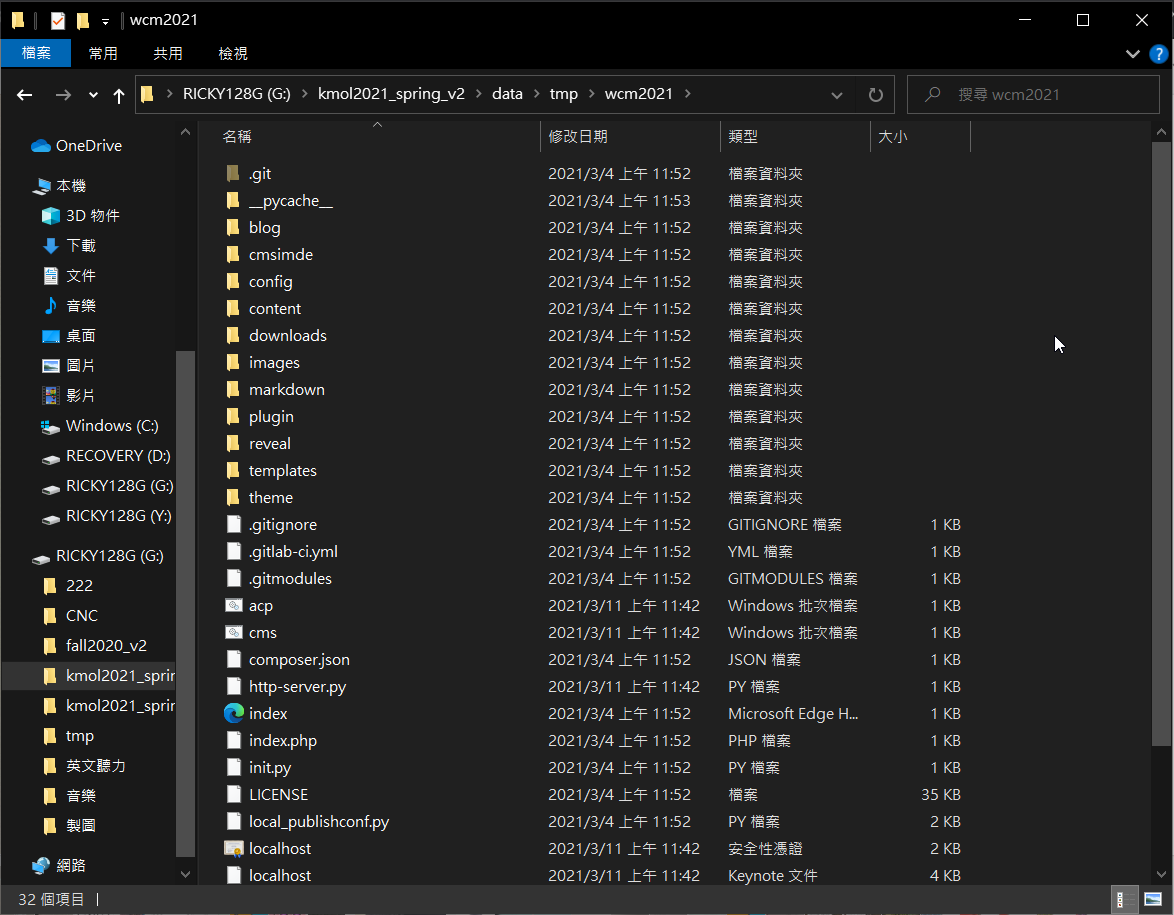 wcm2021
檔案 常用 共用 檢視
RICKY128G (G:) kmol2021_spring_v2 data tmp wcm2021 搜尋 wcm2021
OneDrive
本機
3D 物件
下載
文件
音樂
桌面
圖片
影片
Windows (C:)
RECOVERY (D:)
RICKY128G (G:)
RICKY128G (Y:)
RICKY128G (G:)
222
CNC
fall2020_v2
kmol2021_sprin
kmol2021_sprin
tmp
英文聽力
音樂
製圖
網路
名稱 修改日期 類型 大小
.git 2021/3/4 上午 11:52 檔案資料夾
__pycache__ 2021/3/4 上午 11:53 檔案資料夾
blog 2021/3/4 上午 11:52 檔案資料夾
cmsimde 2021/3/4 上午 11:52 檔案資料夾
config 2021/3/4 上午 11:52 檔案資料夾
content 2021/3/4 上午 11:52 檔案資料夾
downloads 2021/3/4 上午 11:52 檔案資料夾
images 2021/3/4 上午 11:52 檔案資料夾
markdown 2021/3/4 上午 11:52 檔案資料夾
plugin 2021/3/4 上午 11:52 檔案資料夾
reveal 2021/3/4 上午 11:52 檔案資料夾
templates 2021/3/4 上午 11:52 檔案資料夾
theme 2021/3/4 上午 11:52 檔案資料夾
.gitignore 2021/3/4 上午 11:52 GITIGNORE 檔案 1 KB
.gitlab-ci.yml 2021/3/4 上午 11:52 YML 檔案 1 KB
.gitmodules 2021/3/4 上午 11:52 GITMODULES 檔案 1 KB
acp 2021/3/11 上午 11:42 Windows 批次檔案 1 KB
cms 2021/3/11 上午 11:42 Windows 批次檔案 1 KB
composer.json 2021/3/4 上午 11:52 JSON 檔案 1 KB
http-server.py 2021/3/11 上午 11:42 PY 檔案 1 KB
index 2021/3/4 上午 11:52 Microsoft Edge H... 1 KB
index.php 2021/3/4 上午 11:52 PHP 檔案 1 KB
init.py 2021/3/4 上午 11:52 PY 檔案 1 KB
LICENSE 2021/3/4 上午 11:52 檔案 35 KB
local_publishconf.py 2021/3/4 上午 11:52 PY 檔案 2 KB
localhost 2021/3/11 上午 11:42 安全性憑證 2 KB
localhost 2021/3/11 上午 11:42 Keynote 文件 4 KB
32 個項目